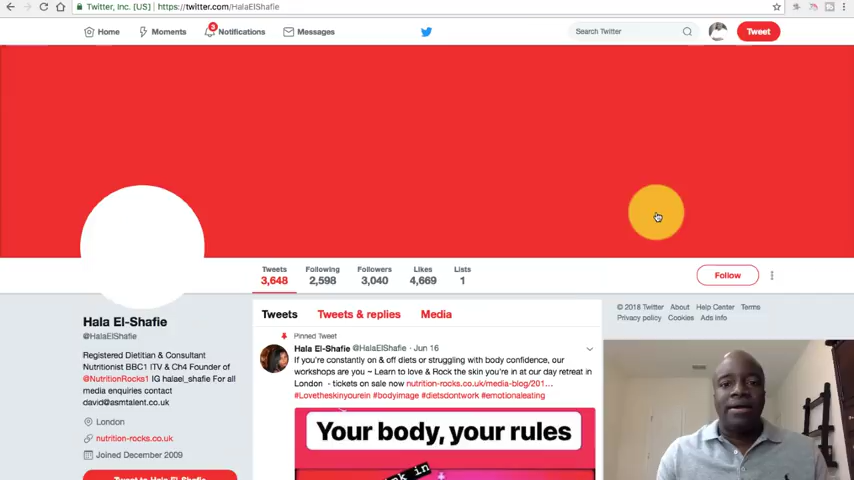 Twitter, Inc. [US] | https://twitter.com/HalaElShafie
Home Moments 3 Notifications Messages Search Twitter Tweet
Tweets Following Followers Likes Lists
3,648 2,598 3,040 4,669 1
Follow
Hala El-Shafie
@HalaElShafie
Registered Dietitian & Consultant
Nutritionist BBC1 ITV & Ch4 Founder of
@NutritionRocks1 IG halael_shafie For all
media enquiries contact
david@asmtalent.co.uk
London
nutrition-rocks.co.uk
Joined December 2009
Tweet to Hala El-Shafie
Tweets Tweets & replies Media
Pinned Tweet
Hala El-Shafie @HalaElShafie · Jun 16
If you're constantly on & off diets or struggling with body confidence, our
workshops are you ~ Learn to love & Rock the skin you're in at our day retreat in
London - tickets on sale now nutrition-rocks.co.uk/media-blog/201...
#Lovetheskinyourein #bodyimage #dietsdontwork #emotionaleating
Your body, your rules
© 2018 Twitter About Help Center Terms
Privacy policy Cookies Ads info